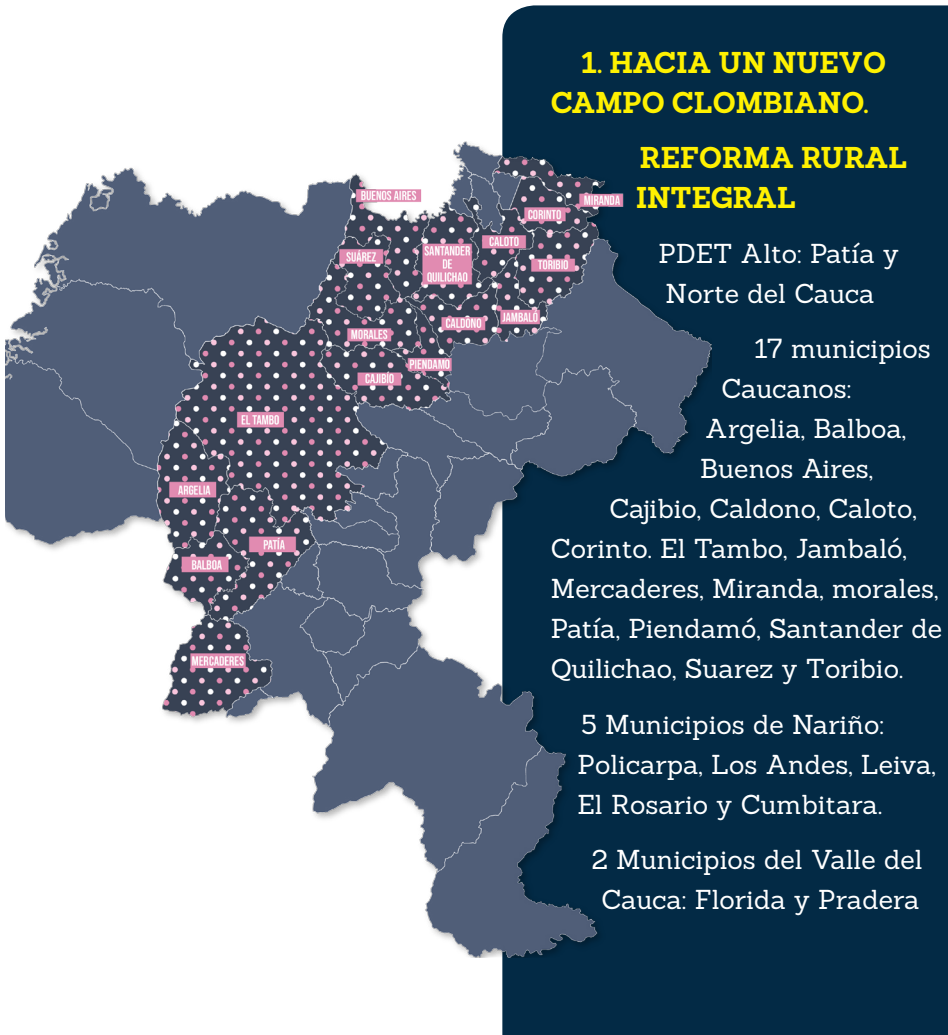 1. HACIA UN NUEVO
CAMPO CLOMBIANO.
REFORMA RURAL
INTEGRAL
PDET Alto: Patía y
Norte del Cauca
17 municipios
Caucanos:
Argelia, Balboa,
Buenos Aires,
Cajibio, Caldono, Caloto,
Corinto. El Tambo, Jambaló,
Mercaderes, Miranda, morales,
Patía, Piendamó, Santander de
Quilichao, Suarez y Toribio.
5 Municipios de Nariño:
Policarpa, Los Andes, Leiva,
El Rosario y Cumbitara.
2 Municipios del Valle del
Cauca: Florida y Pradera
BUENOS AIRES
MIRANDA
CORINTO
CALOTO
SANTANDER
DE
QUILICHAO
SUÁREZ
TORIBIO
JAMBALÓ
CALDONO
MORALES
PIENDAMO
CAJIBÍO
EL TAMBO
ARGELIA
PATÍA
BALBOA
MERCADERES